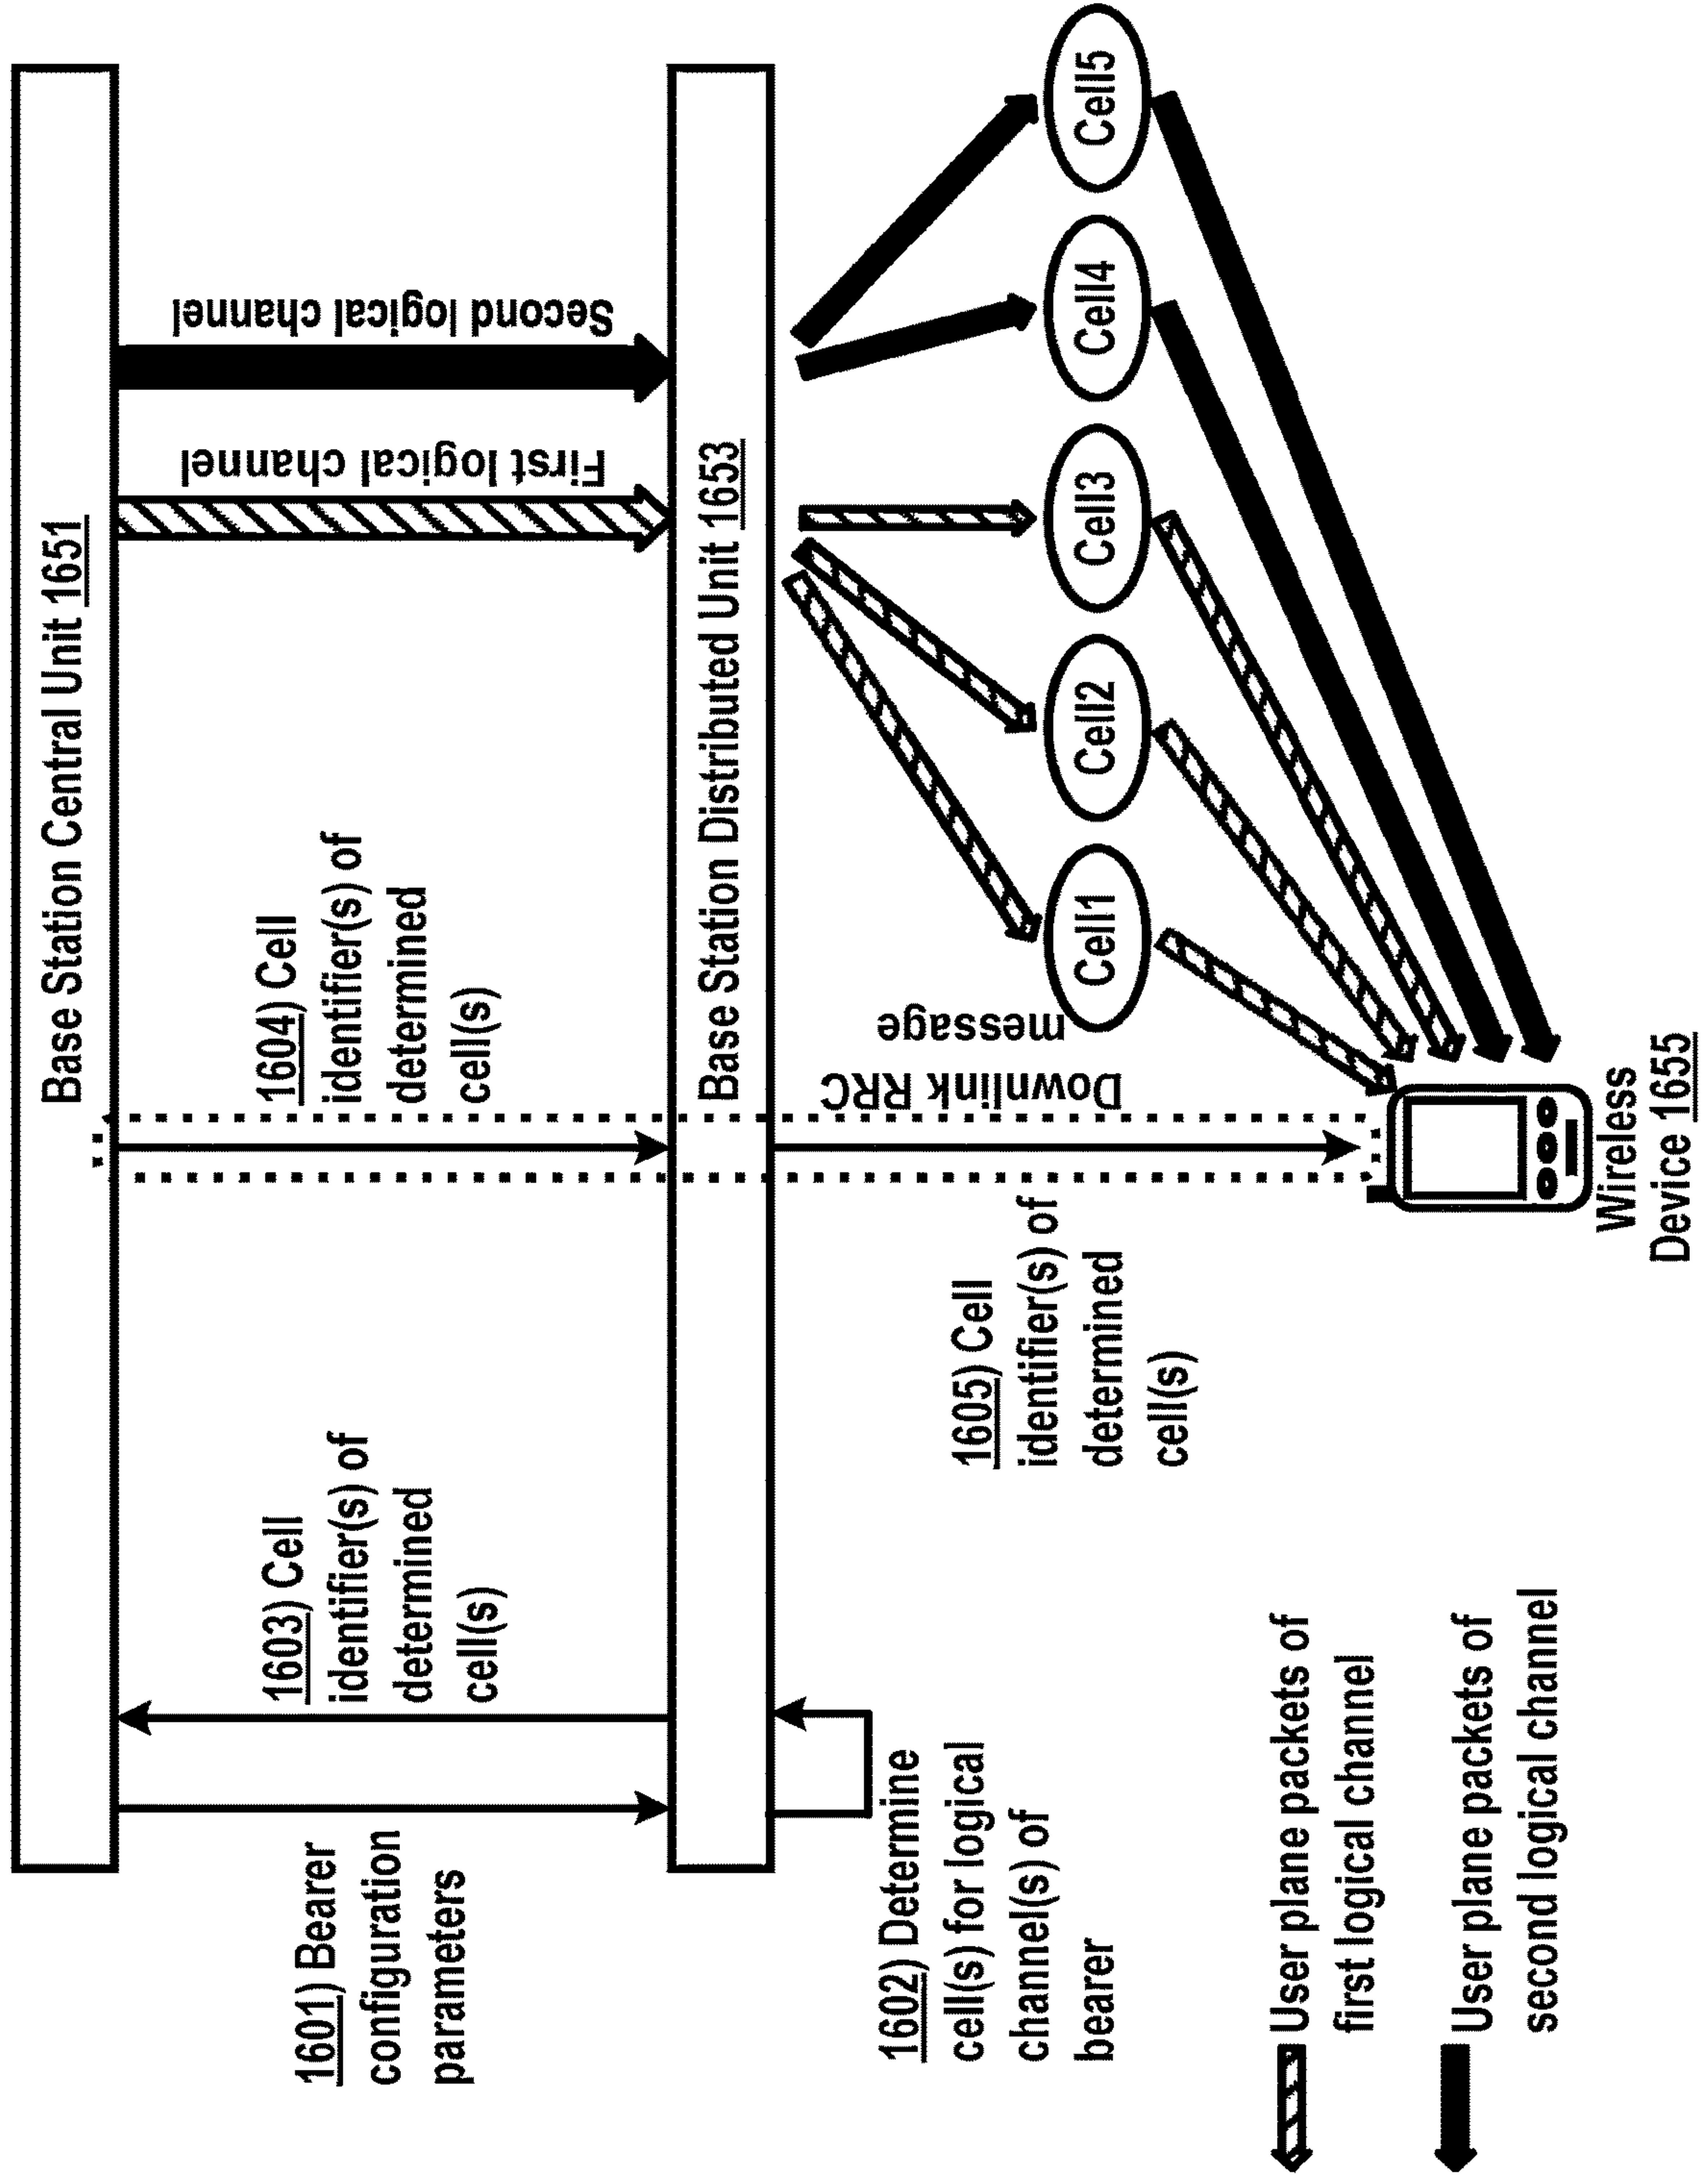 Base Station Central Unit 1651
1601) Bearer
configuration
parameters
1603) Cell
identifier(s) of
determined
cell(s)
1604) Cell
identifier(s) of
determined
cell(s)
First logical channel
Second logical channel
Base Station Distributed Unit 1653
1602) Determine
cell(s) for logical
channel(s) of
bearer
1605) Cell
identifier(s) of
determined
cell(s)
Downlink RRC
message
Cell1
Cell2
Cell3
Cell4
Cell5
Wireless
Device 1655
User plane packets of
first logical channel
User plane packets of
second logical channel